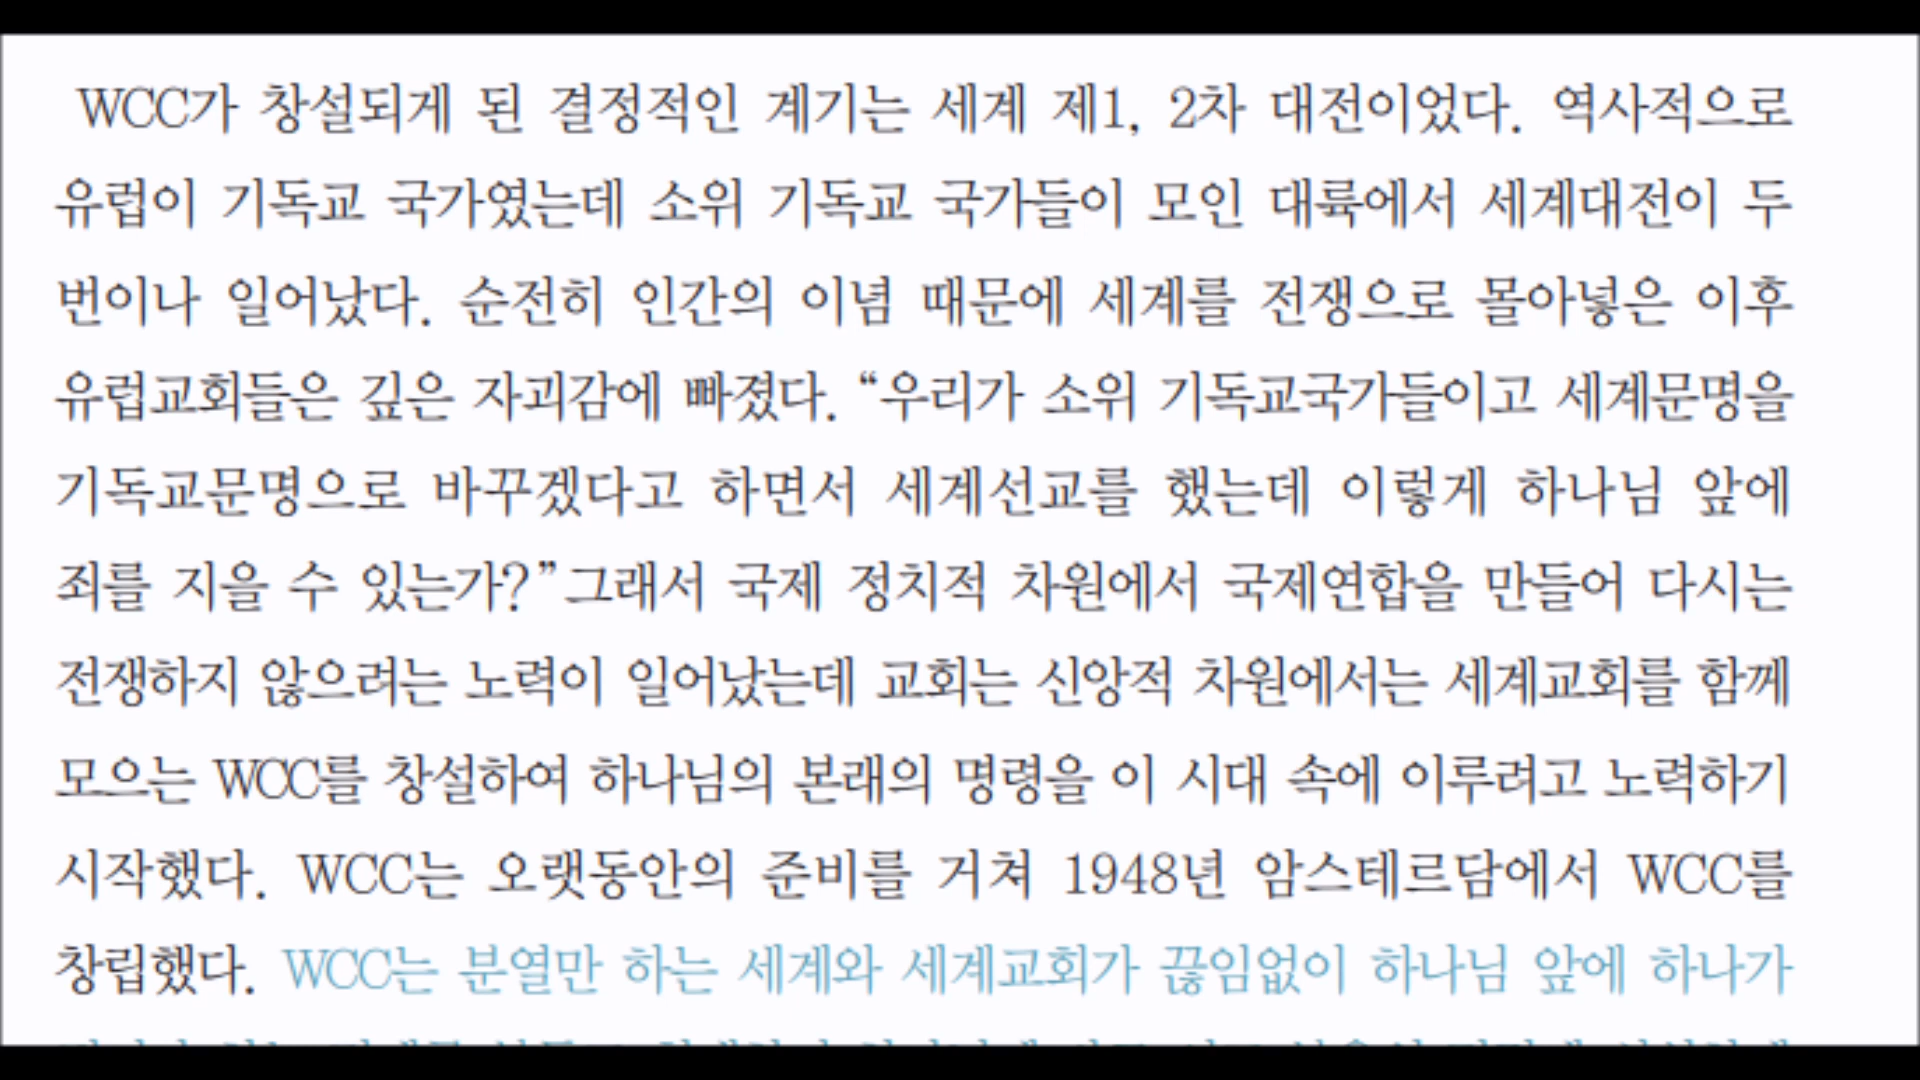 WCC가 창설되게 된 결정적인 계기는 세계 제1, 2차 대전이었다. 역사적으로
유럽이 기독교 국가였는데 소위 기독교 국가들이 모인 대륙에서 세계대전이 두
번이나 일어났다. 순전히 인간의 이념 때문에 세계를 전쟁으로 몰아넣은 이후
유럽교회들은 깊은 자괴감에 빠졌다. “우리가 소위 기독교국가들이고 세계문명을
기독교문명으로 바꾸겠다고 하면서 세계선교를 했는데 이렇게 하나님 앞에
죄를 지을 수 있는가?”그래서 국제 정치적 차원에서 국제연합을 만들어 다시는
전쟁하지 않으려는 노력이 일어났는데 교회는 신앙적 차원에서는 세계교회를 함께
모으는 WCC를 창설하여 하나님의 본래의 명령을 이 시대 속에 이루려고 노력하기
시작했다. WCC는 오랫동안의 준비를 거쳐 1948년 암스테르담에서 WCC를
창립했다. WCC는 분열만 하는 세계와 세계교회가 끊임없이 하나님 앞에 하나가